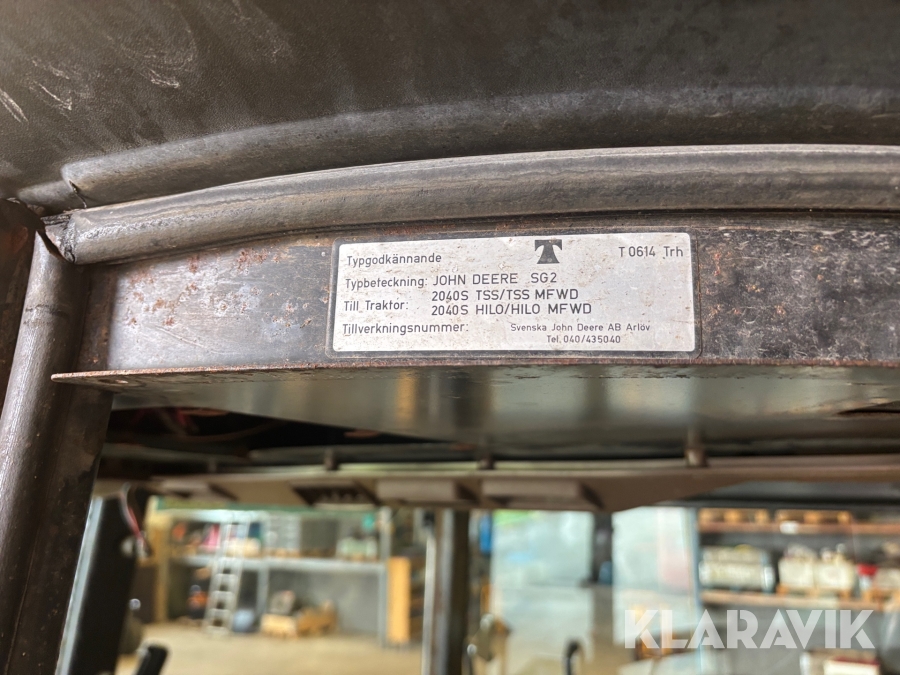 Typgodkännande T 0614 Trh
Typbeteckning: JOHN DEERE SG2
Till Traktor: 2040S TSS/TSS MFWD
2040S HILO/HILO MFWD
Tillverkningsnummer: Svenska John Deere AB Arlöv
Tel. 040/435040
KLARAVIK